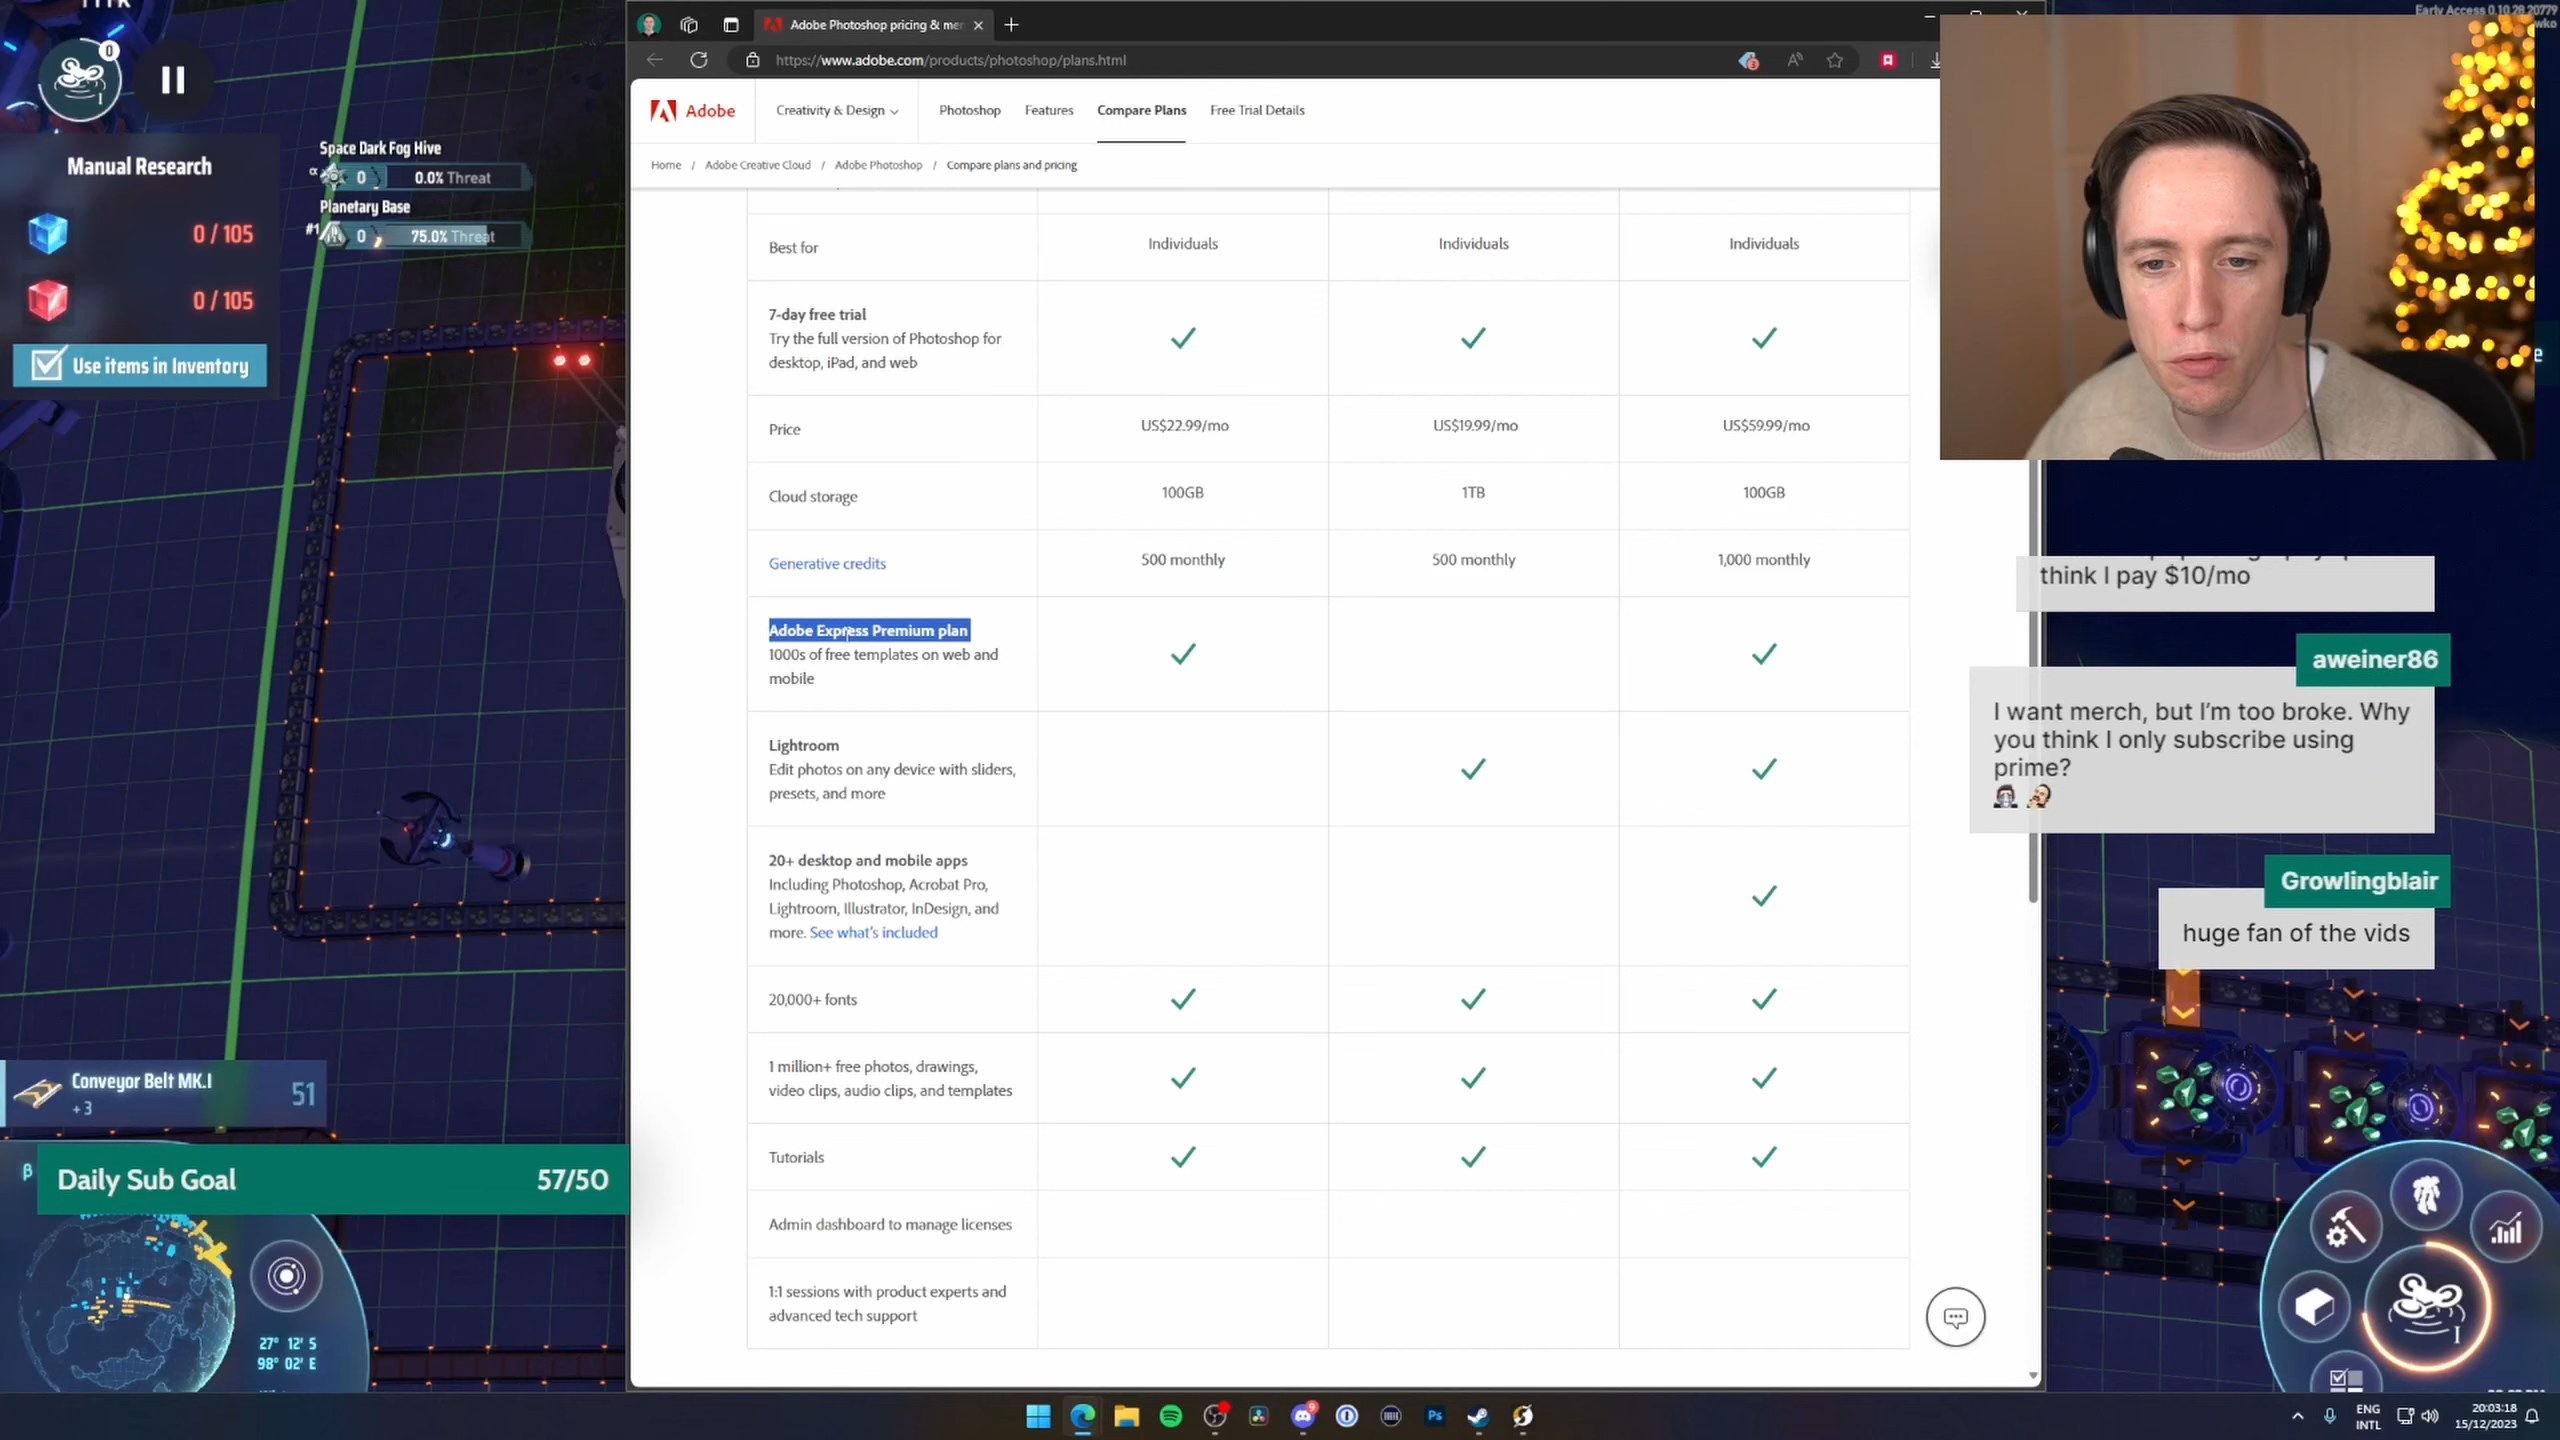 Adobe Photoshop pricing & mer
https://www.adobe.com/products/photoshop/plans.html
Early Access 0.10.28.20779
0
I
Manual Research
0 / 105
0 / 105
Use items in Inventory
Space Dark Fog Hive
α
0
0.0% Threat
Planetary Base
#1
0
75.0% Threat
Adobe
Creativity & Design
Photoshop
Features
Compare Plans
Free Trial Details
Home / Adobe Creative Cloud / Adobe Photoshop / Compare plans and pricing
Best for
Individuals
Individuals
Individuals
7-day free trial
Try the full version of Photoshop for
desktop, iPad, and web
Price
US$22.99/mo
US$19.99/mo
US$59.99/mo
Cloud storage
100GB
1TB
100GB
Generative credits
500 monthly
500 monthly
1,000 monthly
Adobe Express Premium plan
1000s of free templates on web and
mobile
Lightroom
Edit photos on any device with sliders,
presets, and more
20+ desktop and mobile apps
Including Photoshop, Acrobat Pro,
Lightroom, Illustrator, InDesign, and
more. See what's included
20,000+ fonts
1 million+ free photos, drawings,
video clips, audio clips, and templates
Tutorials
Admin dashboard to manage licenses
1:1 sessions with product experts and
advanced tech support
think I pay $10/mo
aweiner86
I want merch, but I'm too broke. Why
you think I only subscribe using
prime?
Growlingblair
huge fan of the vids
Conveyor Belt MK.I
+ 3
51
β
Daily Sub Goal
57/50
27° 12' S
98° 02' E
I
Ps
9
ENG
INTL
20:03:18
15/12/2023